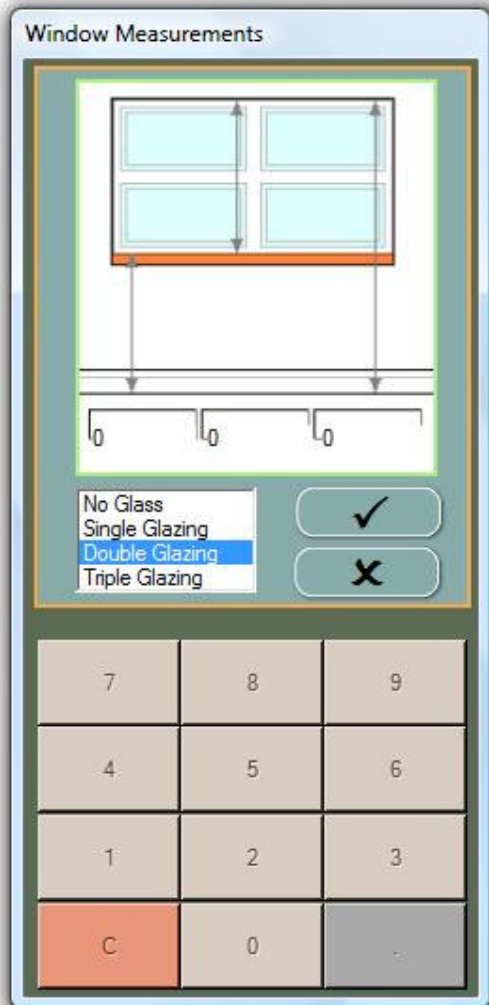 Window Measurements
0 0 0
No Glass
Single Glazing
Double Glazing
Triple Glazing
7 8 9
4 5 6
1 2 3
C 0 .